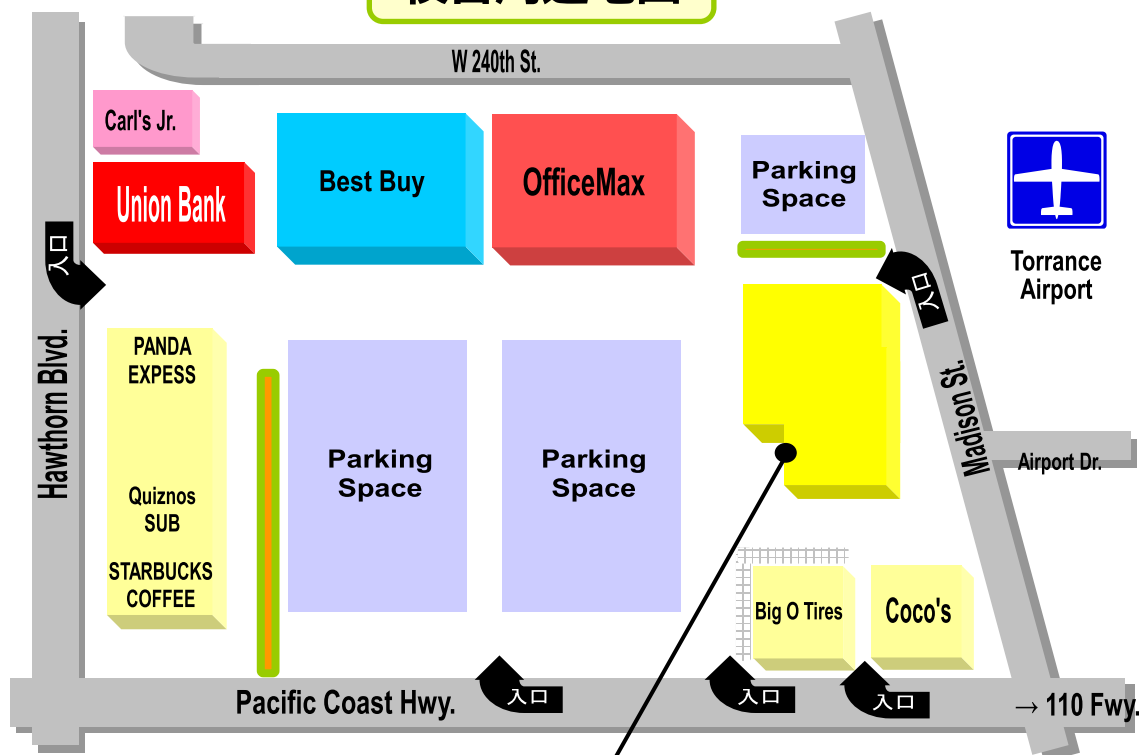 W 240th St.
Carl's Jr.
Union Bank
Best Buy
OfficeMax
Parking
Space
Torrance
Airport
入口
入口
Hawthorn Blvd.
PANDA
EXPESS
Quiznos
SUB
STARBUCKS
COFFEE
Parking
Space
Parking
Space
Madison St.
Airport Dr.
Big O Tires
Coco's
Pacific Coast Hwy.
入口
入口
入口
→ 110 Fwy.